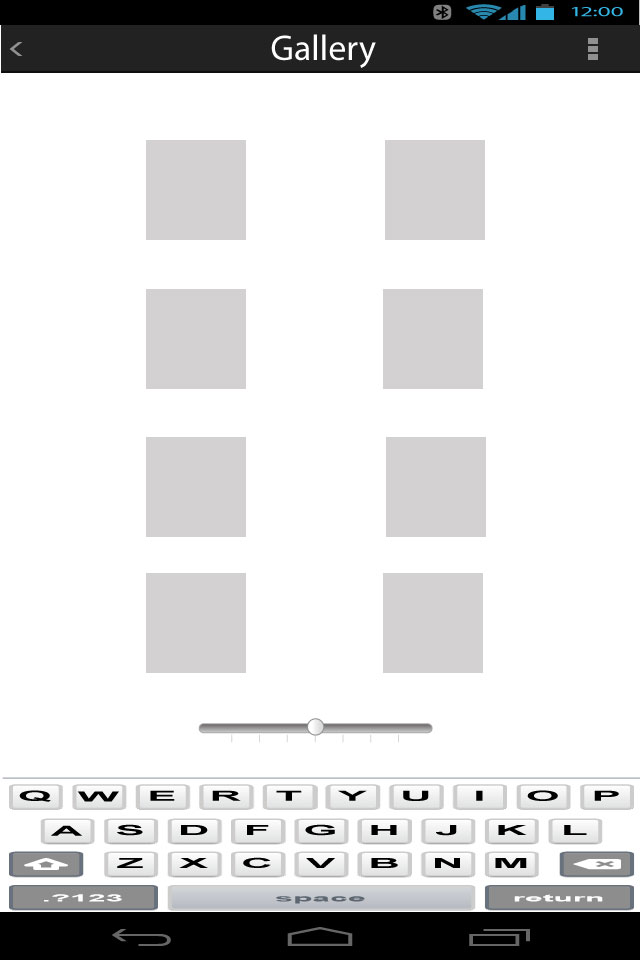 12:00
Gallery
Q W E R T Y U I O P
A S D F G H J K L
Z X C V B N M
.?123 space return